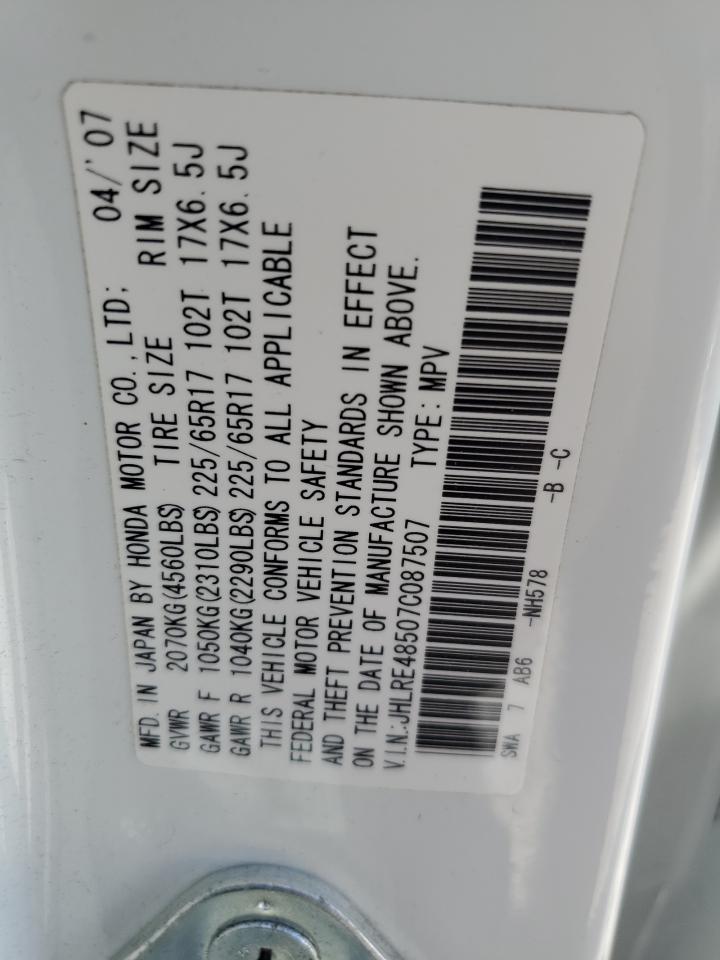 MFD. IN JAPAN BY HONDA MOTOR CO., LTD; 04/'07
GVWR 2070KG(4560LBS) TIRE SIZE RIM SIZE
GAWR F 1050KG(2310LBS) 225/65R17 102T 17X6.5J
GAWR R 1040KG(2290LBS) 225/65R17 102T 17X6.5J
THIS VEHICLE CONFORMS TO ALL APPLICABLE
FEDERAL MOTOR VEHICLE SAFETY
AND THEFT PREVENTION STANDARDS IN EFFECT
ON THE DATE OF MANUFACTURE SHOWN ABOVE.
V.I.N.:JHLRE48507C087507 TYPE: MPV
SWA 7 AB6 -NH578 -B -C